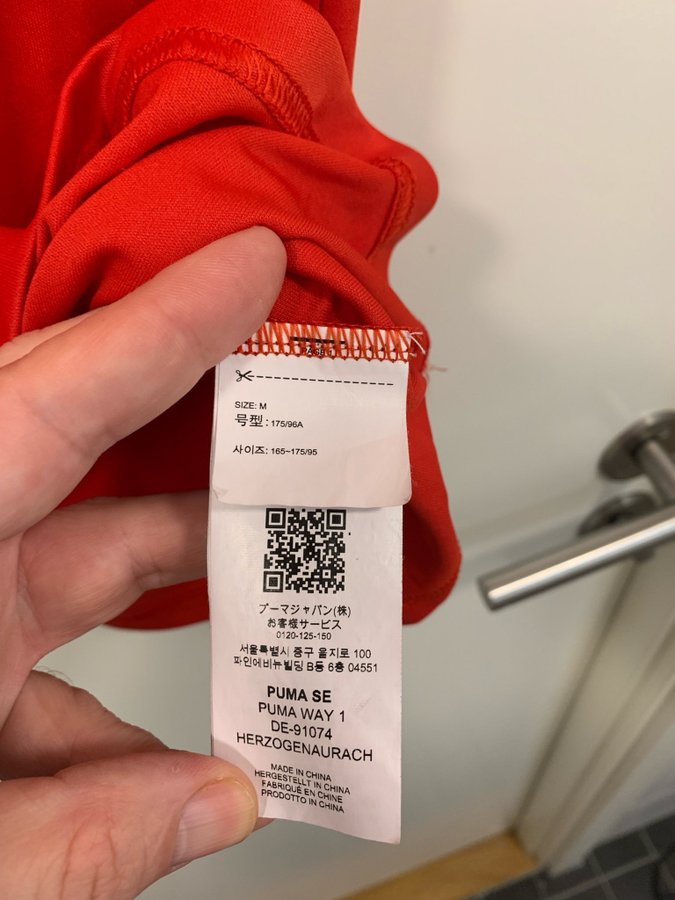 SIZE: M
号型: 175/96A
사이즈: 165~175/95
プーマジャパン(株)
お客様サービス
0120-125-150
서울특별시 중구 을지로 100
파인에비뉴빌딩 B동 6층 04551
PUMA SE
PUMA WAY 1
DE-91074
HERZOGENAURACH
MADE IN CHINA
HERGESTELLT IN CHINA
FABRIQUÉ EN CHINE
PRODOTTO IN CHINA